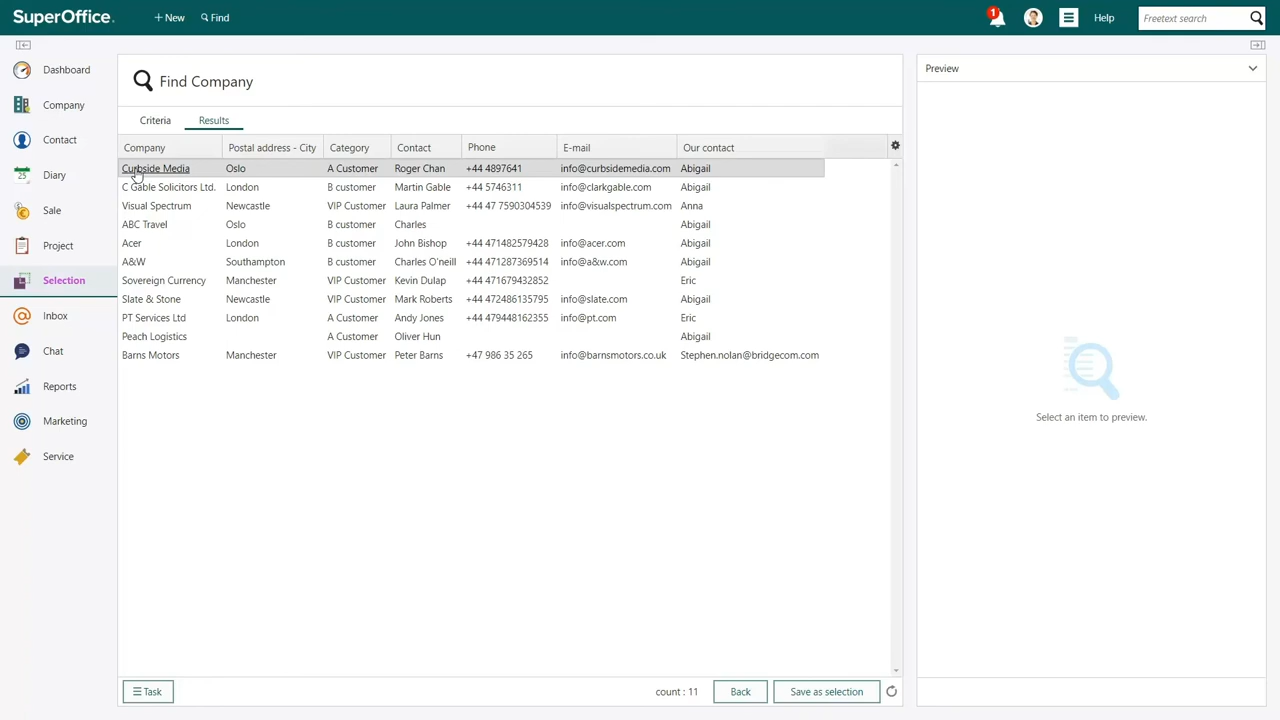 SuperOffice. + New Find 1 Help Freetext search
Dashboard
Company
Contact
25 Diary
Sale
Project
Selection
Inbox
Chat
Reports
Marketing
Service
Find Company
Criteria Results
Company Postal address - City Category Contact Phone E-mail Our contact
Curbside Media Oslo A Customer Roger Chan +44 4897641 info@curbsidemedia.com Abigail
C Gable Solicitors Ltd. London B customer Martin Gable +44 5746311 info@clarkgable.com Abigail
Visual Spectrum Newcastle VIP Customer Laura Palmer +44 47 7590304539 info@visualspectrum.com Anna
ABC Travel Oslo B customer Charles Abigail
Acer London B customer John Bishop +44 471482579428 info@acer.com Abigail
A&W Southampton B customer Charles O'neill +44 471287369514 info@a&w.com Abigail
Sovereign Currency Manchester VIP Customer Kevin Dulap +44 471679432852 Eric
Slate & Stone Newcastle VIP Customer Mark Roberts +44 472486135795 info@slate.com Abigail
PT Services Ltd London A Customer Andy Jones +44 479448162355 info@pt.com Eric
Peach Logistics A Customer Oliver Hun Abigail
Barns Motors Manchester VIP Customer Peter Barns +47 986 35 265 info@barnsmotors.co.uk Stephen.nolan@bridgecom.com
Task count : 11 Back Save as selection
Preview
Select an item to preview.